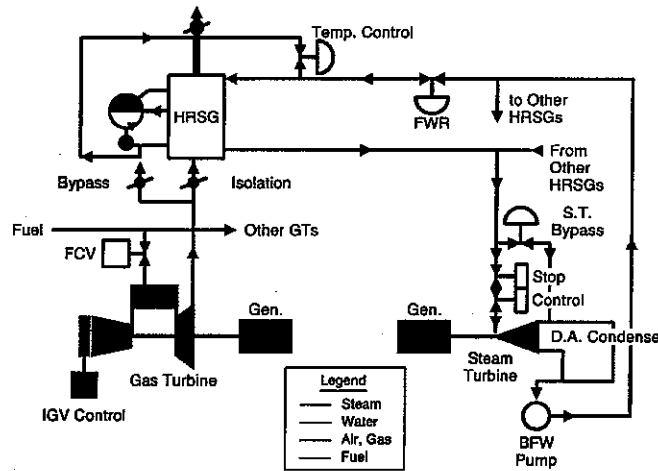 Temp. Control
HRSG
FWR
to Other
HRSGs
From
Other
HRSGs
Bypass
Isolation
S.T.
Bypass
Fuel
Other GTs
FCV
Stop
Control
Gen.
Gen.
D.A. Condense
Gas Turbine
Steam
Turbine
IGV Control
BFW
Pump
Legend
Steam
Water
Air, Gas
Fuel